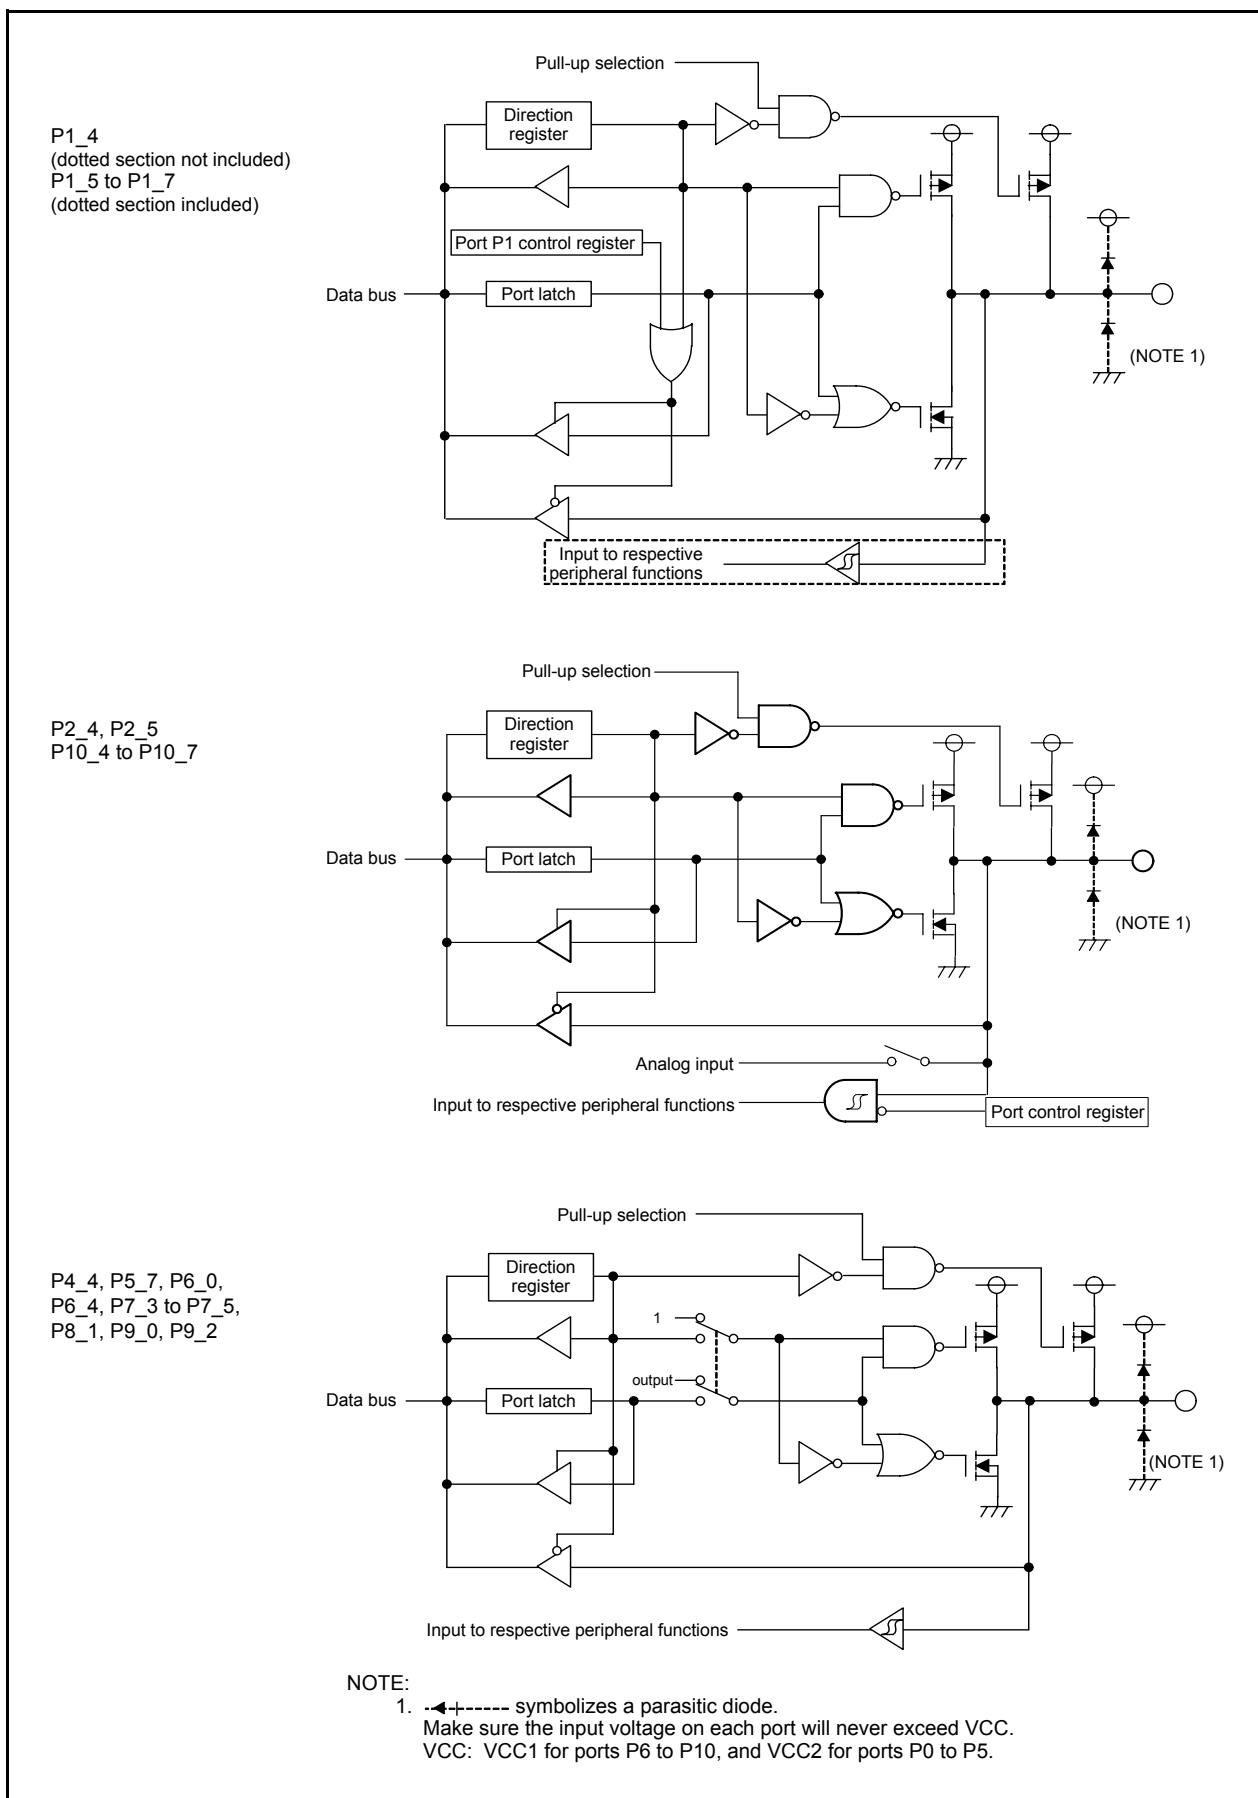 Pull-up selection
P1_4
(dotted section not included)
P1_5 to P1_7
(dotted section included)
Direction
register
Port P1 control register
Data bus
Port latch
(NOTE 1)
Input to respective
peripheral functions
Pull-up selection
P2_4, P2_5
P10_4 to P10_7
Direction
register
Data bus
Port latch
(NOTE 1)
Analog input
Input to respective peripheral functions
Port control register
Pull-up selection
P4_4, P5_7, P6_0,
P6_4, P7_3 to P7_5,
P8_1, P9_0, P9_2
Direction
register
1
output
Data bus
Port latch
(NOTE 1)
Input to respective peripheral functions
NOTE:
1. symbolizes a parasitic diode.
Make sure the input voltage on each port will never exceed VCC.
VCC: VCC1 for ports P6 to P10, and VCC2 for ports P0 to P5.